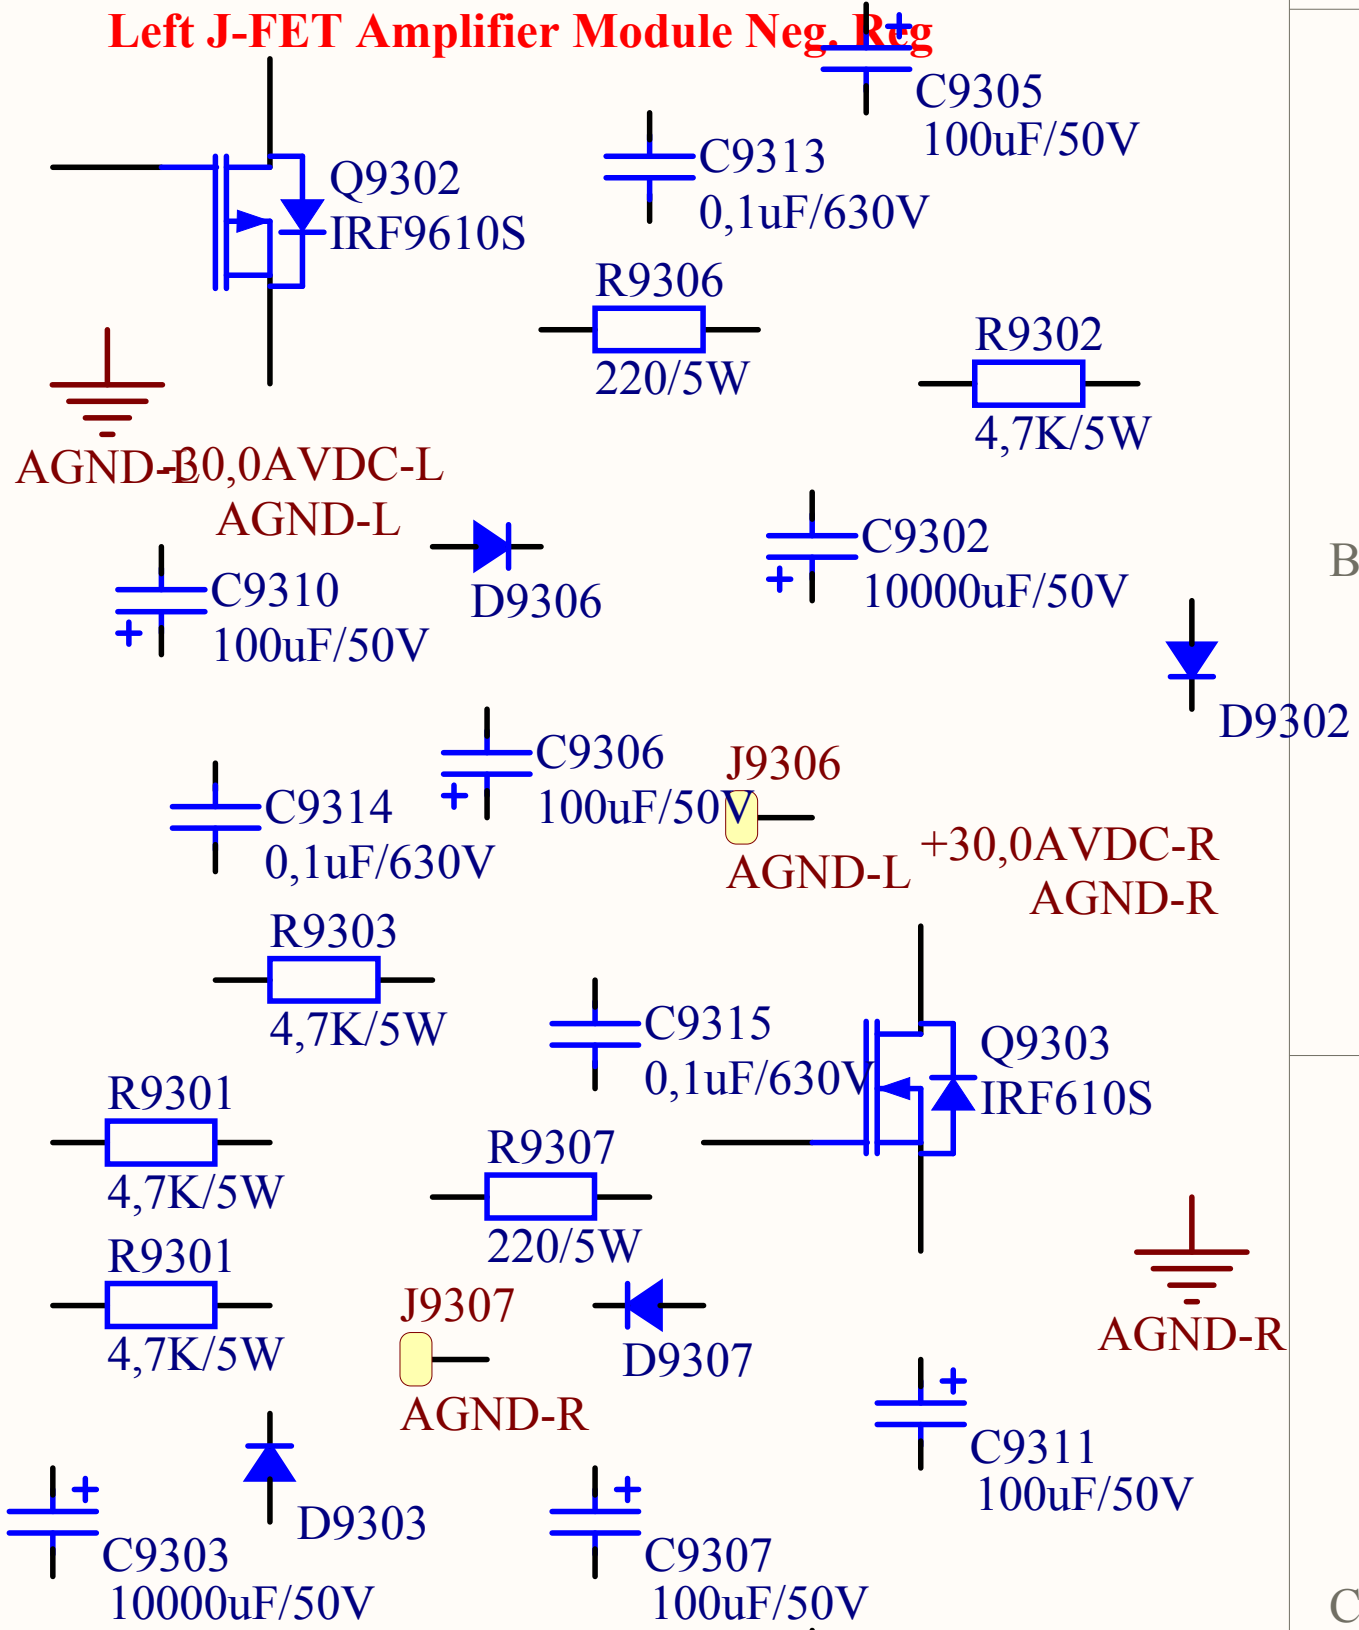 Left J-FET Amplifier Module Neg. Reg
+
C9305
100uF/50V
C9313
0,1uF/630V
Q9302
IRF9610S
R9306
220/5W
R9302
4,7K/5W
AGND-L
-30,0AVDC-L
AGND-L
C9302
10000uF/50V
+
B
D9306
C9310
100uF/50V
+
D9302
C9306
100uF/50V
+
J9306
AGND-L
C9314
0,1uF/630V
+30,0AVDC-R
AGND-R
R9303
4,7K/5W
C9315
0,1uF/630V
Q9303
IRF610S
R9301
4,7K/5W
R9307
220/5W
R9301
4,7K/5W
J9307
AGND-R
D9307
AGND-R
+
C9311
100uF/50V
D9303
+
C9303
10000uF/50V
+
C9307
100uF/50V
C